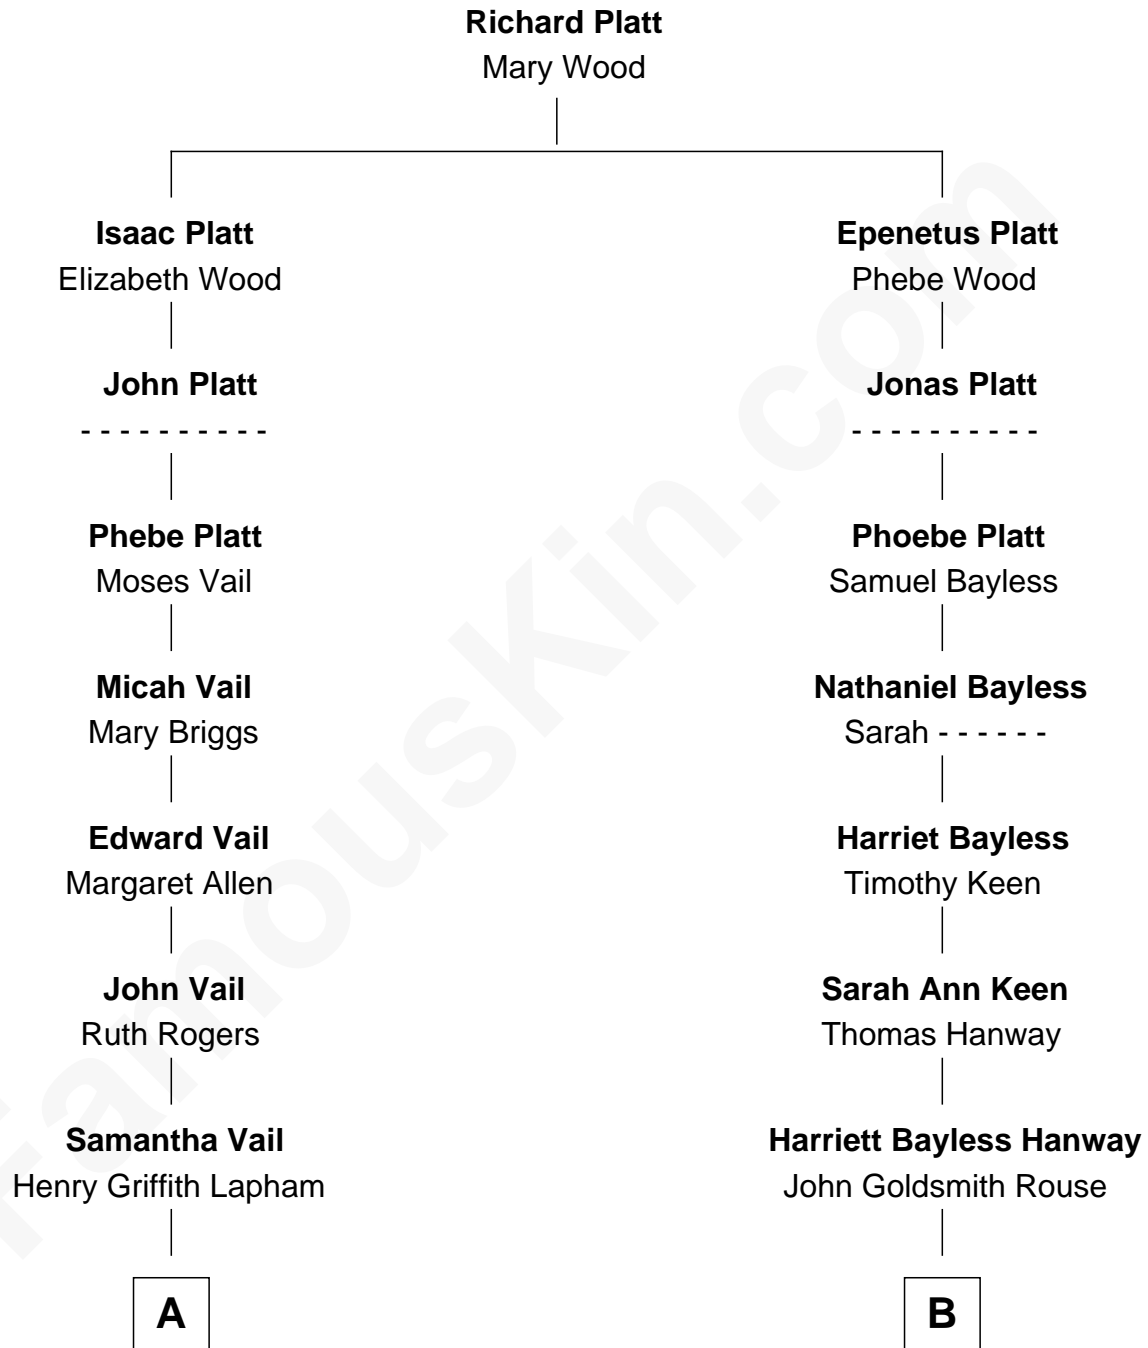 Richard Platt
Mary Wood
Isaac Platt
Elizabeth Wood
John Platt
- - - - - - - - - -
Phebe Platt
Moses Vail
Micah Vail
Mary Briggs
Edward Vail
Margaret Allen
John Vail
Ruth Rogers
Samantha Vail
Henry Griffith Lapham
A
Epenetus Platt
Phebe Wood
Jonas Platt
- - - - - - - - - -
Phoebe Platt
Samuel Bayless
Nathaniel Bayless
Sarah - - - - - -
Harriet Bayless
Timothy Keen
Sarah Ann Keen
Thomas Hanway
Harriett Bayless Hanway
John Goldsmith Rouse
B
FamousKin.com